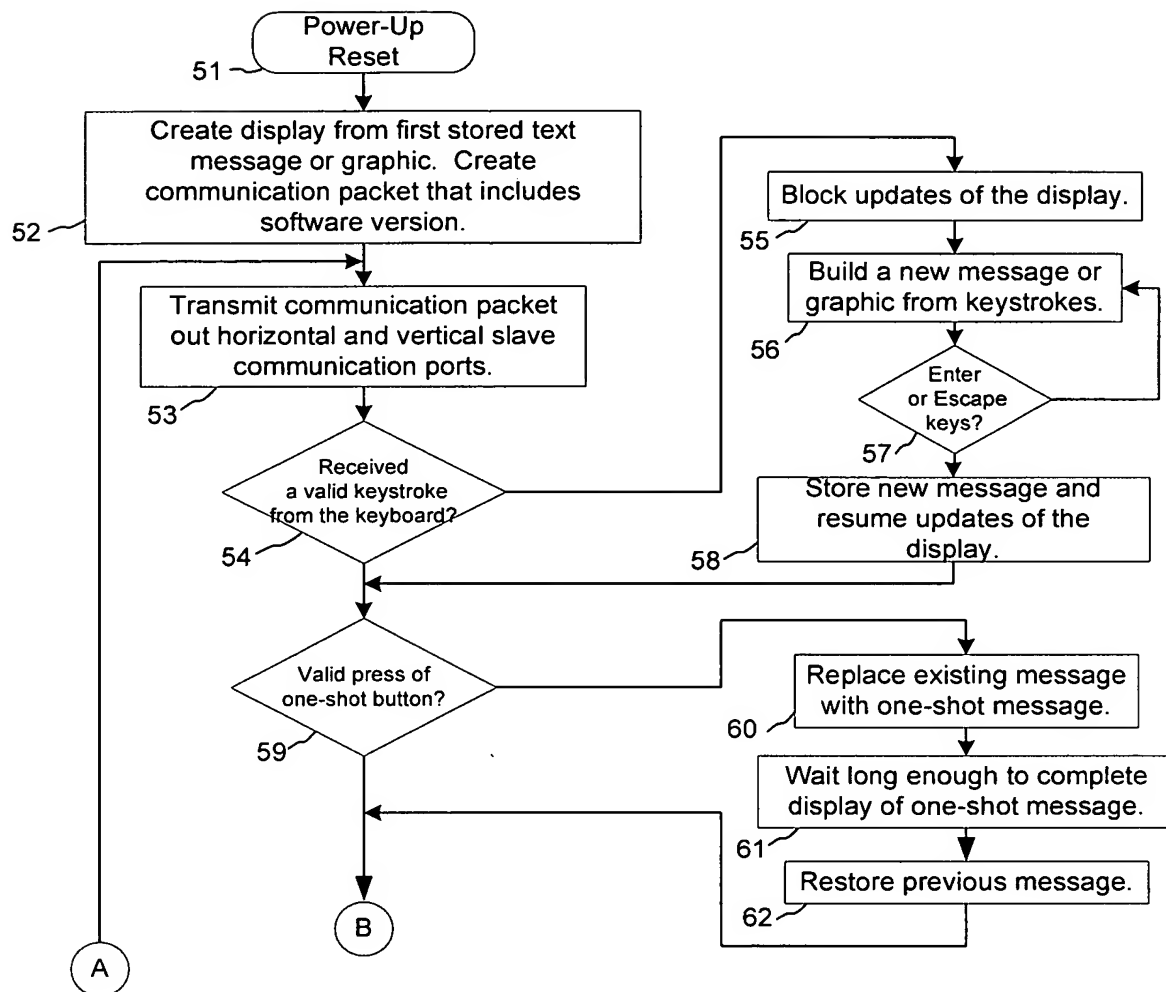 Power-Up
Reset
51
Create display from first stored text
message or graphic. Create
communication packet that includes
software version.
52
Transmit communication packet
out horizontal and vertical slave
communication ports.
53
Received
a valid keystroke
from the keyboard?
54
Block updates of the display.
55
Build a new message or
graphic from keystrokes.
56
Enter
or Escape
keys?
57
Store new message and
resume updates of the
display.
58
Valid press of
one-shot button?
59
Replace existing message
with one-shot message.
60
Wait long enough to complete
display of one-shot message.
61
Restore previous message.
62
B
A